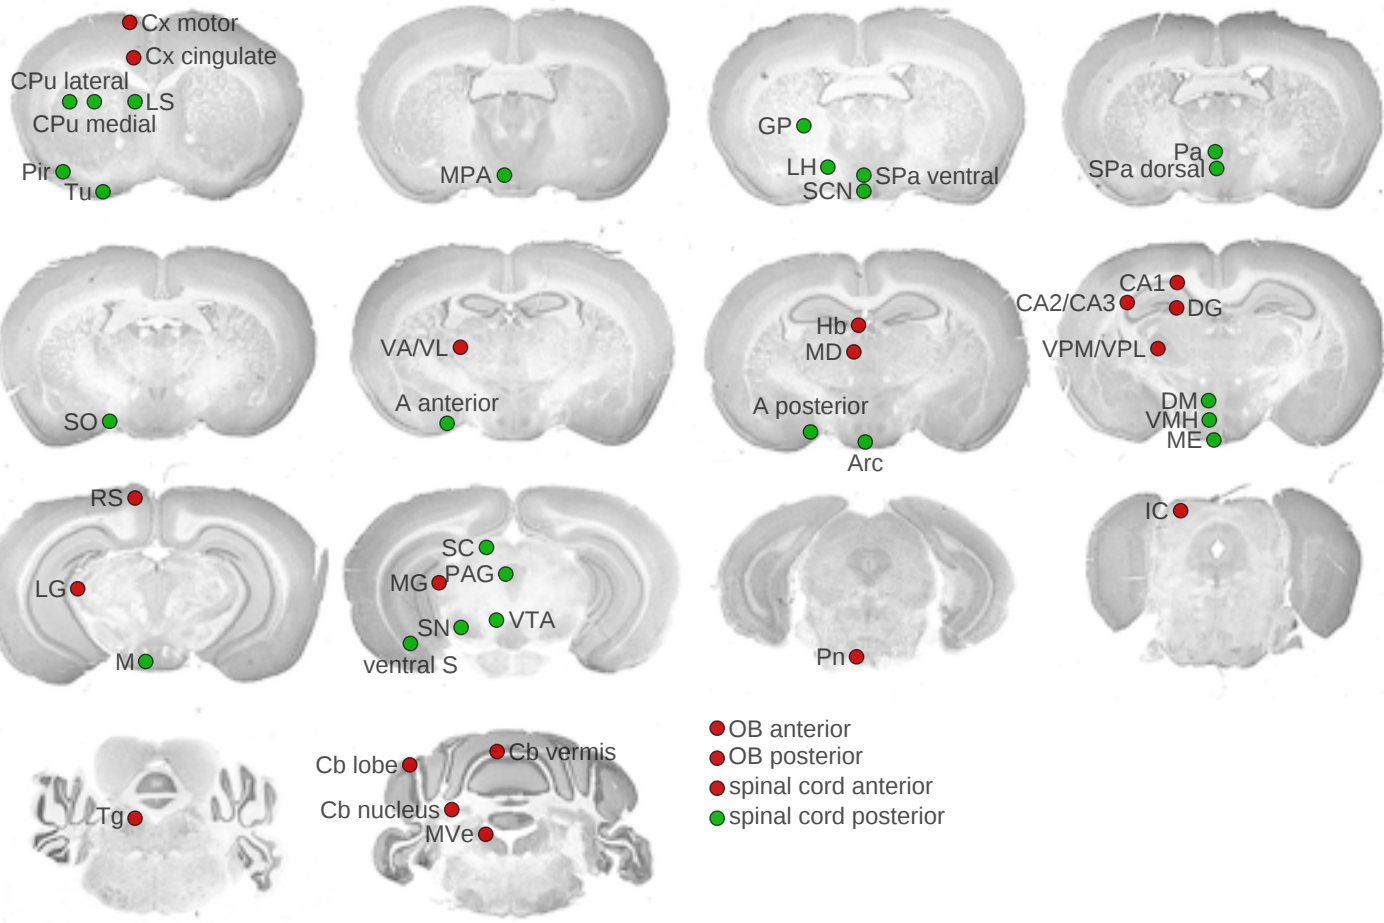 Cx motor
Cx cingulate
CPu lateral
LS
CPu medial
Pir
Tu
MPA
GP
LH
SPa ventral
SCN
Pa
SPa dorsal
SO
VA/VL
A anterior
Hb
MD
A posterior
Arc
CA1
CA2/CA3
DG
VPM/VPL
DM
VMH
ME
RS
LG
M
SC
MG
PAG
SN
VTA
ventral S
Pn
IC
Tg
Cb lobe
Cb vermis
Cb nucleus
MVe
OB anterior
OB posterior
spinal cord anterior
spinal cord posterior